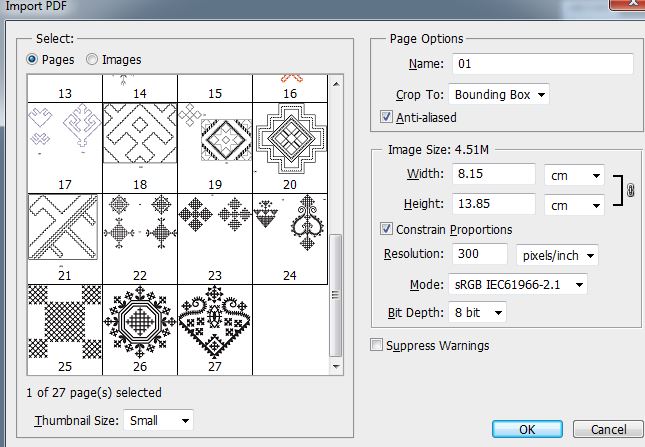 Import PDF
Select:
Pages Images
13 14 15 16
17 18 19 20
21 22 23 24
25 26 27
1 of 27 page(s) selected
Thumbnail Size: Small
Page Options
Name: 01
Crop To: Bounding Box
Anti-aliased
Image Size: 4.51M
Width: 8.15 cm
Height: 13.85 cm
Constrain Proportions
Resolution: 300 pixels/inch
Mode: sRGB IEC61966-2.1
Bit Depth: 8 bit
Suppress Warnings
OK Cancel